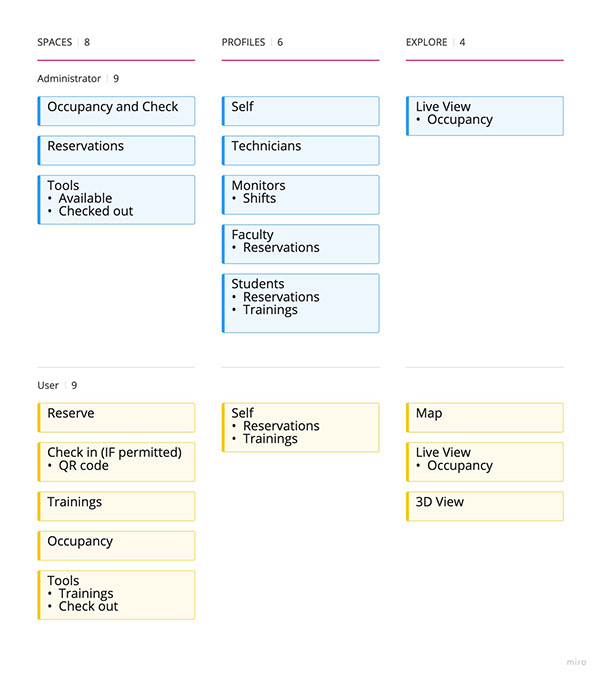 SPACES | 8
PROFILES | 6
EXPLORE | 4
Administrator | 9
Occupancy and Check
Reservations
Tools
• Available
• Checked out
Self
Technicians
Monitors
• Shifts
Faculty
• Reservations
Students
• Reservations
• Trainings
Live View
• Occupancy
User | 9
Reserve
Check in (IF permitted)
• QR code
Trainings
Occupancy
Tools
• Trainings
• Check out
Self
• Reservations
• Trainings
Map
Live View
• Occupancy
3D View
miro